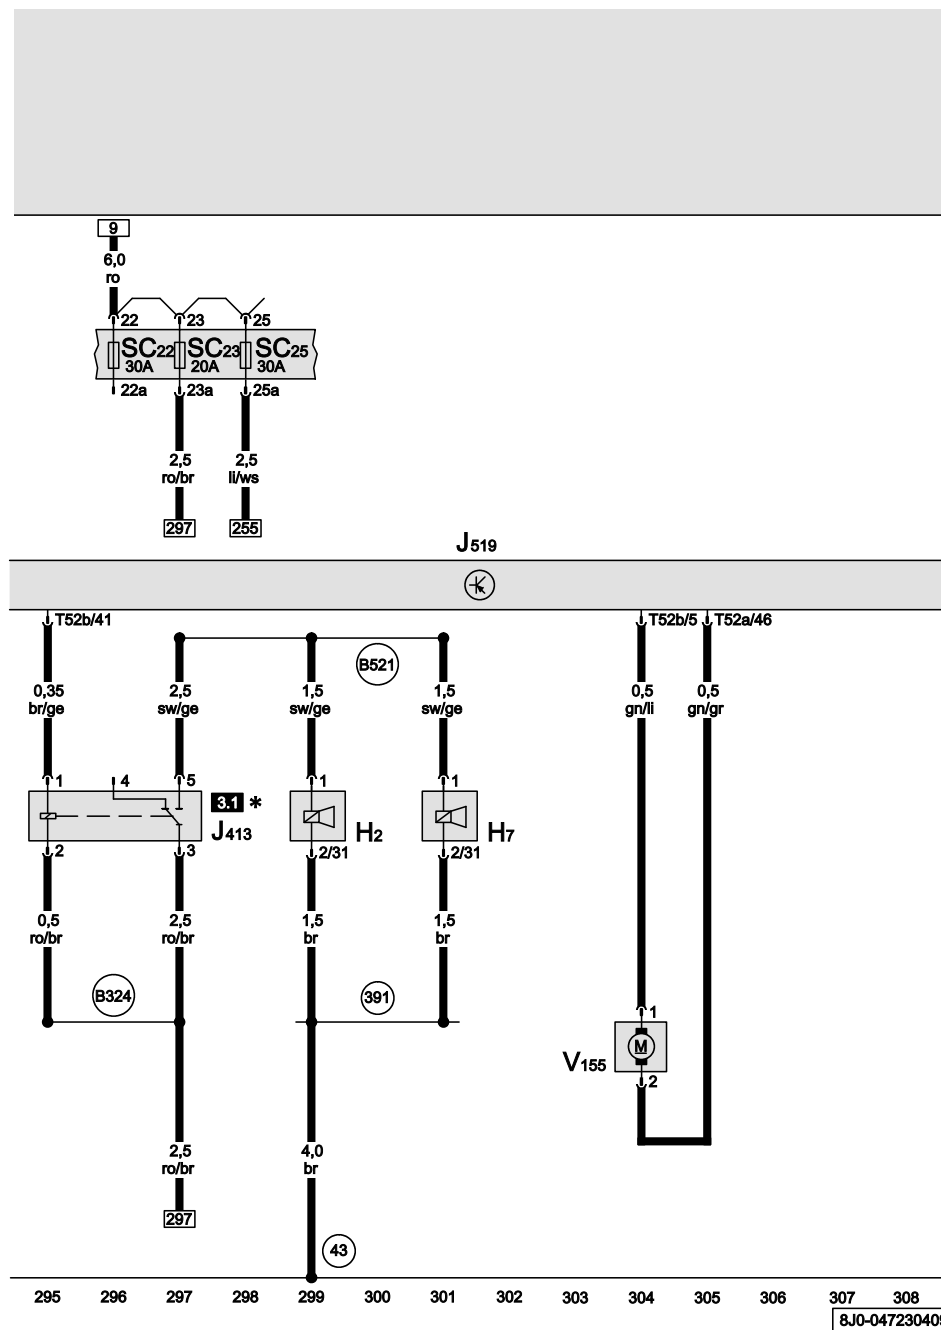 9
6,0
ro
22 23 25
SC22 SC23 SC25
30A 20A 30A
22a 23a 25a
2,5 2,5
ro/br li/ws
297 255
J519
T52b/41 T52b/5 T52a/46
B521
0,35 2,5 1,5 1,5 0,5 0,5
br/ge sw/ge sw/ge sw/ge gn/li gn/gr
1 4 5 1 1
3.1 *
J413 H2 H7
2 3 2/31 2/31
0,5 2,5 1,5 1,5
ro/br ro/br br br
B324 391
1
M
V155
2
2,5 4,0
ro/br br
297
43
295 296 297 298 299 300 301 302 303 304 305 306 307 308
8J0-04723040